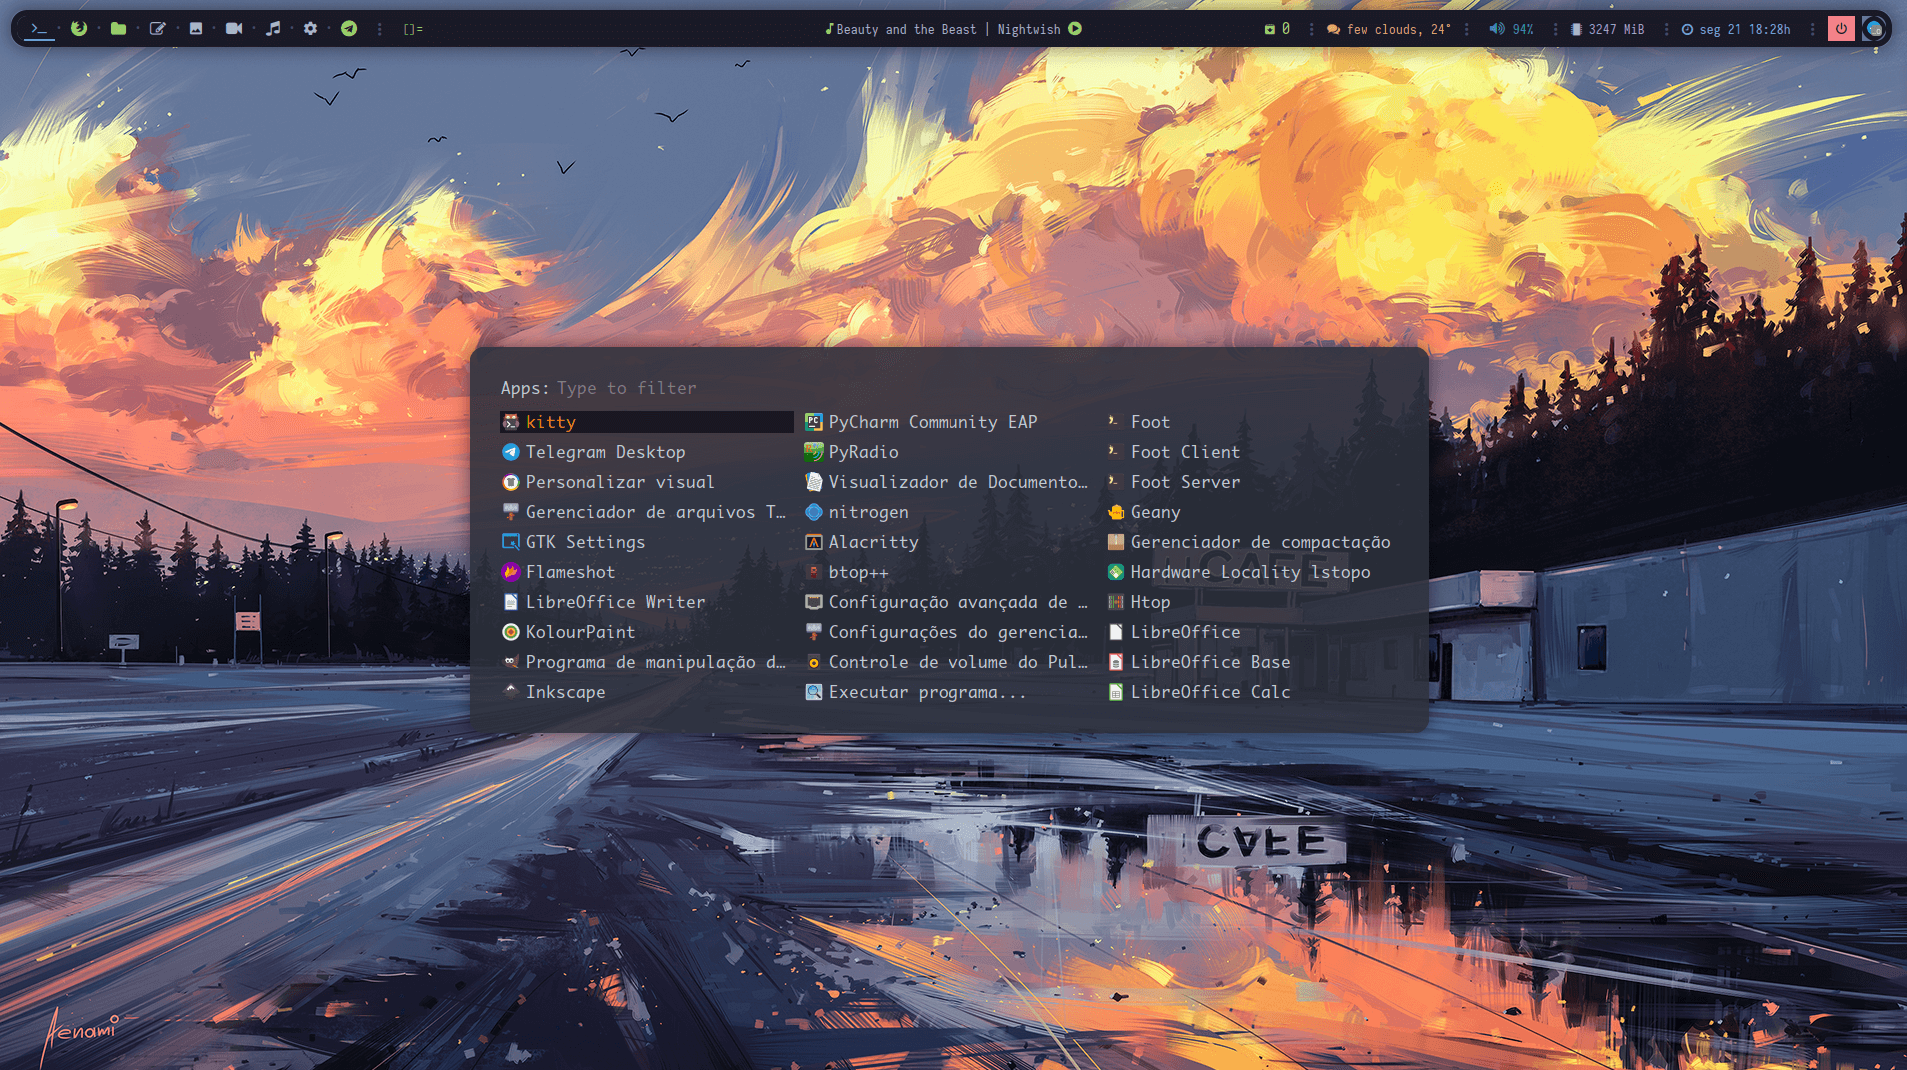 []=
Beauty and the Beast | Nightwish
0
few clouds, 24°
94%
3247 MiB
seg 21 18:28h
Apps: Type to filter
kitty
PyCharm Community EAP
Foot
Telegram Desktop
PyRadio
Foot Client
Personalizar visual
Visualizador de Documento…
Foot Server
Gerenciador de arquivos T…
nitrogen
Geany
GTK Settings
Alacritty
Gerenciador de compactação
Flameshot
btop++
Hardware Locality lstopo
LibreOffice Writer
Configuração avançada de …
Htop
KolourPaint
Configurações do gerencia…
LibreOffice
Programa de manipulação d…
Controle de volume do Pul…
LibreOffice Base
Inkscape
Executar programa...
LibreOffice Calc
CAFE
CAFE
Aenami